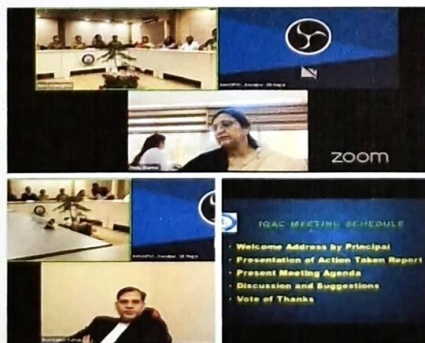 zoom
IQAC MEETING SCHEDULE
Welcome Address by Principal
Presentation of Action Taken Report
Present Meeting Agenda
Discussion and Suggestions
Vote of Thanks